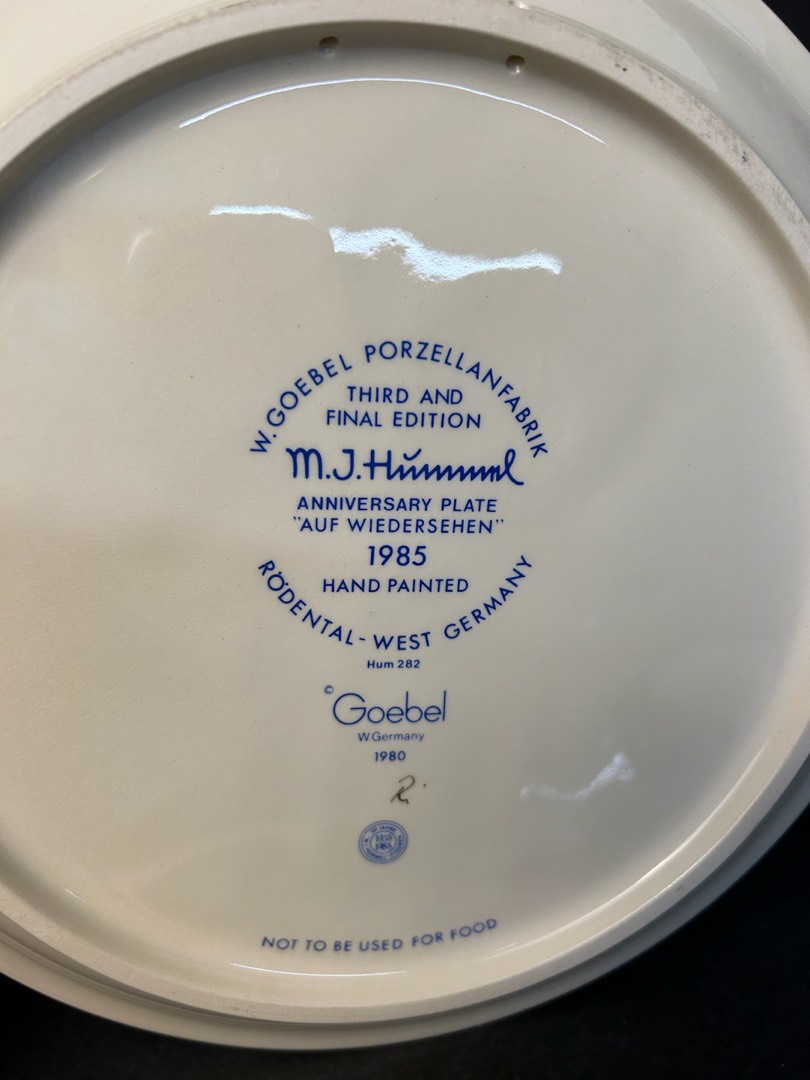 W. GOEBEL PORZELLANFABRIK
THIRD AND
FINAL EDITION
M.J.Hŭmmel
ANNIVERSARY PLATE
"AUF WIEDERSEHEN"
1985
HAND PAINTED
RÖDENTAL - WEST GERMANY
Hum 282
© Goebel
W Germany
1980
R.
NOT TO BE USED FOR FOOD